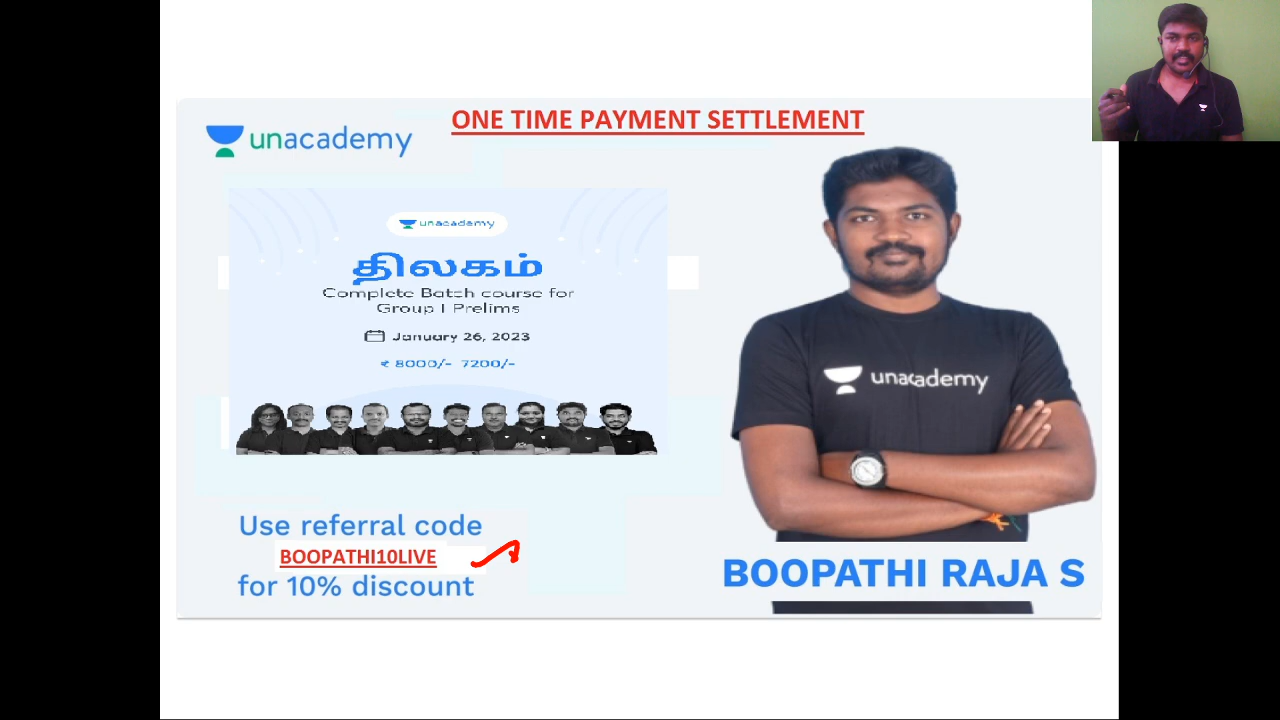 ONE TIME PAYMENT SETTLEMENT
unacademy
unacademy
திலகம்
Complete Batch course for
Group I Prelims
January 26, 2023
₹ 8000/- 7200/-
unacademy
Use referral code
BOOPATHI10LIVE
for 10% discount
BOOPATHI RAJA S